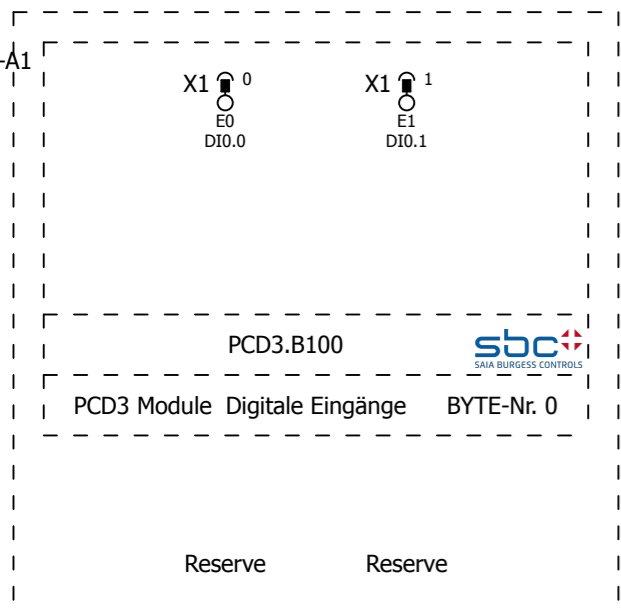 -A1
X1 0 X1 1
E0 E1
DI0.0 DI0.1
PCD3.B100
sbc
SAIA BURGESS CONTROLS
PCD3 Module Digitale Eingänge BYTE-Nr. 0
Reserve Reserve